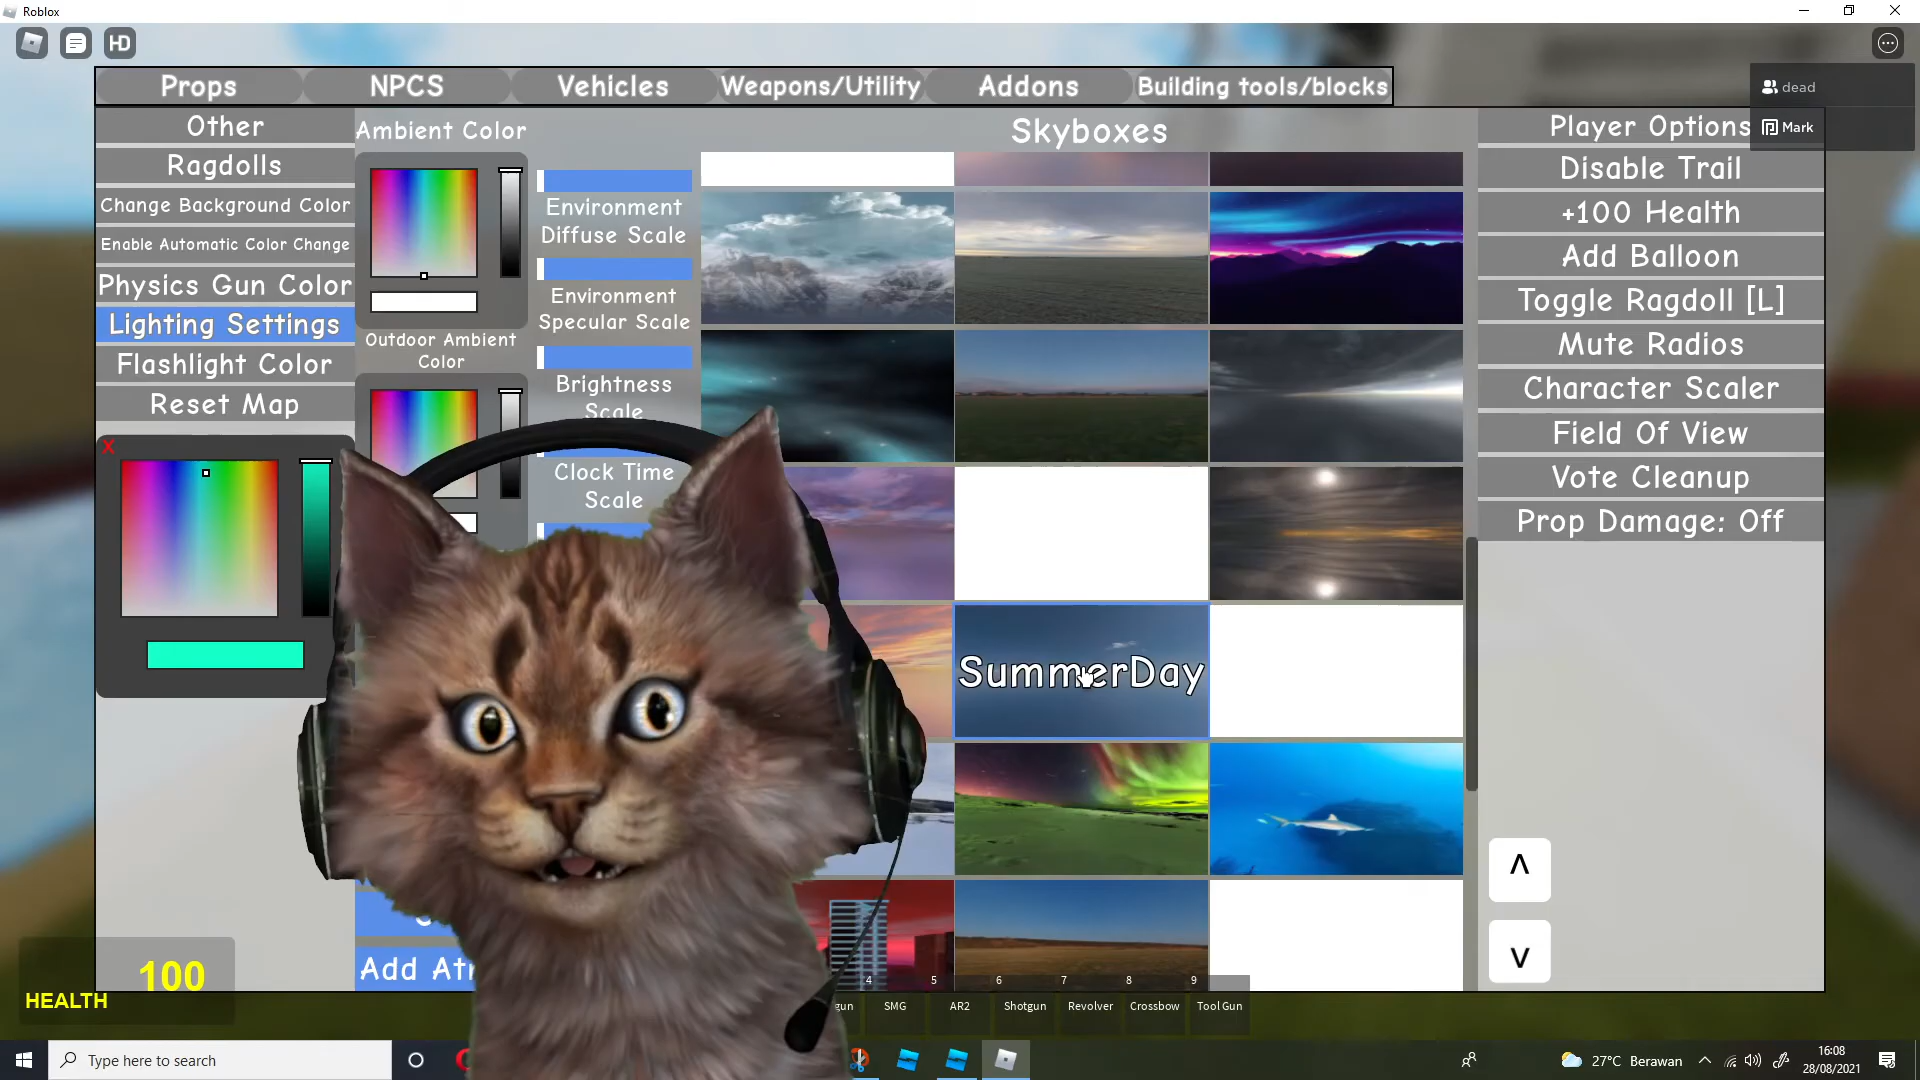 Roblox
HD
Props
NPCS
Vehicles
Weapons/Utility
Addons
Building tools/blocks
dead
Mark
Other
Ragdolls
Change Background Color
Enable Automatic Color Change
Physics Gun Color
Lighting Settings
Flashlight Color
Reset Map
X
Ambient Color
Outdoor Ambient
Color
Environment
Diffuse Scale
Environment
Specular Scale
Brightness
Scale
Clock Time
Scale
Add
Skyboxes
SummerDay
Player Options
Disable Trail
+100 Health
Add Balloon
Toggle Ragdoll [L]
Mute Radios
Character Scaler
Field Of View
Vote Cleanup
Prop Damage: Off
100
HEALTH
4 5 6 7 8 9
SMG AR2 Shotgun Revolver Crossbow Tool Gun
Type here to search
27°C Berawan
16:08
28/08/2021